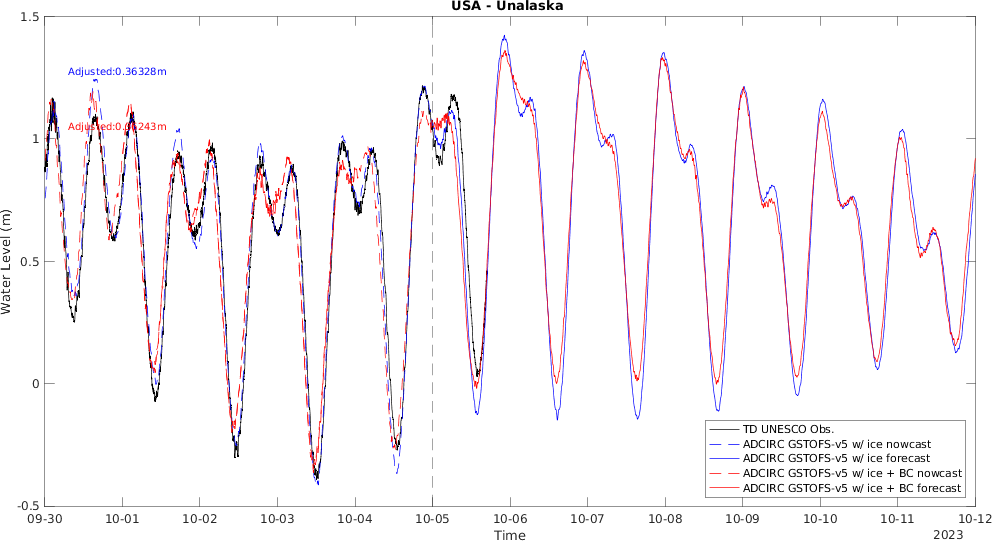 USA - Unalaska
1.5
1
0.5
0
-0.5
Water Level (m)
Adjusted:0.36328m
09-30
10-01
10-02
10-03
10-04
10-05
10-06
10-07
10-08
10-09
10-10
10-11
10-12
2023
Time
TD UNESCO Obs.
ADCIRC GSTOFS-v5 w/ ice nowcast
ADCIRC GSTOFS-v5 w/ ice forecast
ADCIRC GSTOFS-v5 w/ ice + BC nowcast
ADCIRC GSTOFS-v5 w/ ice + BC forecast